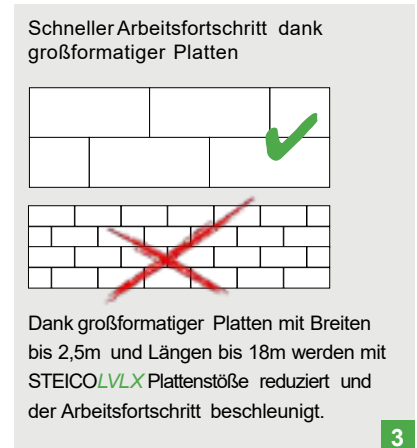 Schneller Arbeitsfortschritt dank
großformatiger Platten
Dank großformatiger Platten mit Breiten
bis 2,5m und Längen bis 18m werden mit
STEICOLVLX Plattenstöße reduziert und
der Arbeitsfortschritt beschleunigt.
3